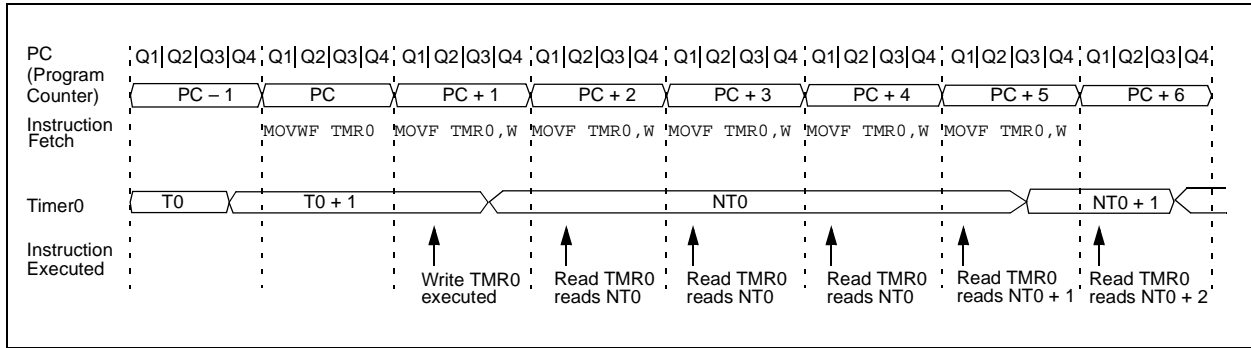 PC
(Program
Counter)
Q1 Q2 Q3 Q4 Q1 Q2 Q3 Q4 Q1 Q2 Q3 Q4 Q1 Q2 Q3 Q4 Q1 Q2 Q3 Q4 Q1 Q2 Q3 Q4 Q1 Q2 Q3 Q4 Q1 Q2 Q3 Q4
PC – 1 PC PC + 1 PC + 2 PC + 3 PC + 4 PC + 5 PC + 6
Instruction
Fetch
MOVWF TMR0 MOVF TMR0,W MOVF TMR0,W MOVF TMR0,W MOVF TMR0,W MOVF TMR0,W
Timer0
T0 T0 + 1 NT0 NT0 + 1
Instruction
Executed
Write TMR0
executed
Read TMR0
reads NT0
Read TMR0
reads NT0
Read TMR0
reads NT0
Read TMR0
reads NT0 + 1
Read TMR0
reads NT0 + 2